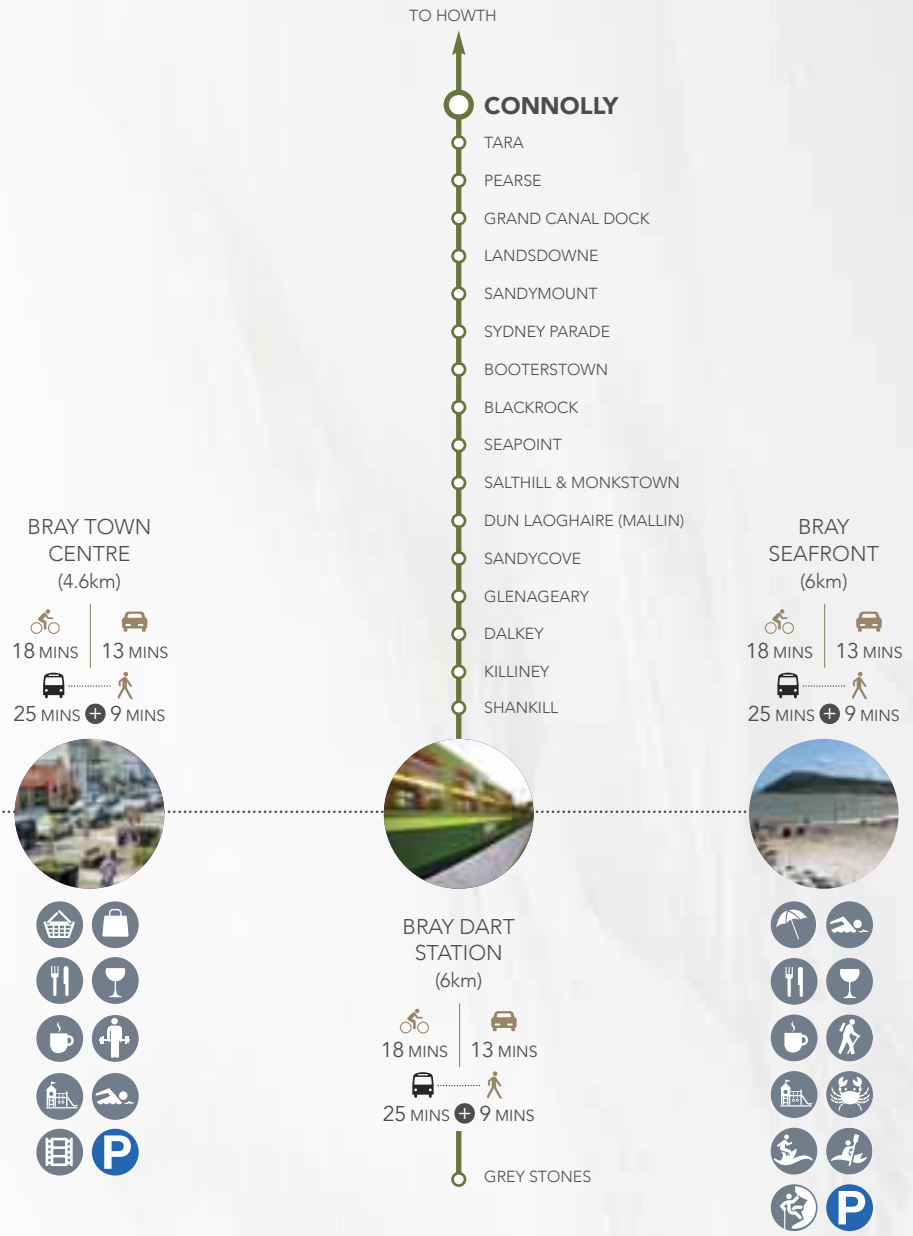 TO HOWTH
CONNOLLY
TARA
PEARSE
GRAND CANAL DOCK
LANDSDOWNE
SANDYMOUNT
SYDNEY PARADE
BOOTERSTOWN
BLACKROCK
SEAPOINT
SALTHILL & MONKSTOWN
DUN LAOGHAIRE (MALLIN)
SANDYCOVE
GLENAGEARY
DALKEY
KILLINEY
SHANKILL
BRAY TOWN
CENTRE
(4.6km)
18 MINS 13 MINS
25 MINS + 9 MINS
P
BRAY DART
STATION
(6km)
18 MINS 13 MINS
25 MINS + 9 MINS
GREY STONES
BRAY
SEAFRONT
(6km)
18 MINS 13 MINS
25 MINS + 9 MINS
P